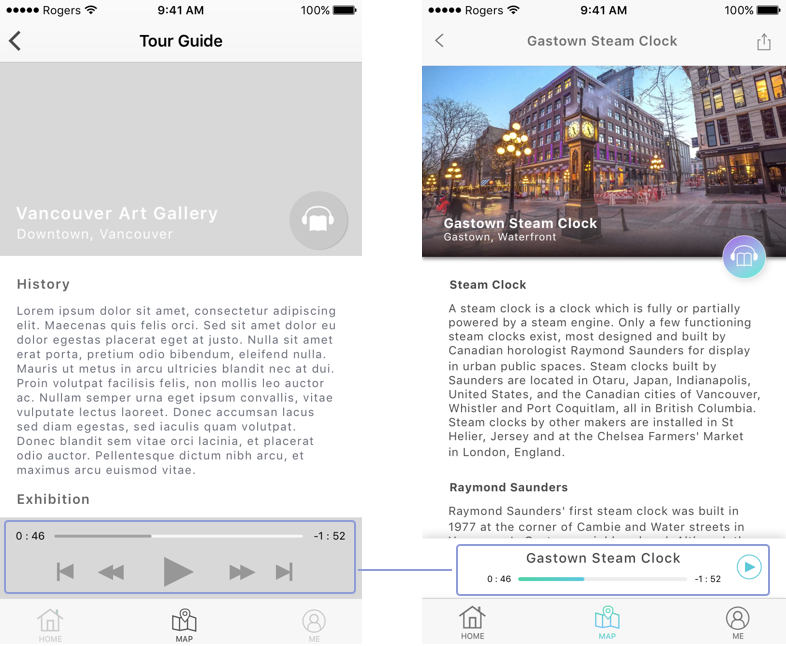 Rogers 9:41 AM 100%
Tour Guide
Vancouver Art Gallery
Downtown, Vancouver
History
Lorem ipsum dolor sit amet, consectetur adipiscing
elit. Maecenas quis felis orci. Sed sit amet dolor eu
dolor egestas placerat eget at justo. Nulla sit amet
erat porta, pretium odio bibendum, eleifend nulla.
Mauris ut metus in arcu ultricies blandit nec at dui.
Proin volutpat facilisis felis, non mollis leo auctor
ac. Nullam semper urna eget ipsum convallis, vitae
vulputate lectus laoreet. Donec accumsan lacus
sed diam egestas, sed iaculis quam volutpat.
Donec blandit sem vitae orci lacinia, et placerat
odio auctor. Pellentesque dictum nibh arcu, et
maximus arcu euismod vitae.
Exhibition
0 : 46 -1 : 52
HOME MAP ME
Rogers 9:41 AM 100%
Gastown Steam Clock
Gastown Steam Clock
Gastown, Waterfront
Steam Clock
A steam clock is a clock which is fully or partially
powered by a steam engine. Only a few functioning
steam clocks exist, most designed and built by
Canadian horologist Raymond Saunders for display
in urban public spaces. Steam clocks built by
Saunders are located in Otaru, Japan, Indianapolis,
United States, and the Canadian cities of Vancouver,
Whistler and Port Coquitlam, all in British Columbia.
Steam clocks by other makers are installed in St
Helier, Jersey and at the Chelsea Farmers' Market
in London, England.
Raymond Saunders
Raymond Saunders' first steam clock was built in
1977 at the corner of Cambie and Water streets in
Gastown Steam Clock
0 : 46 -1 : 52
HOME MAP ME